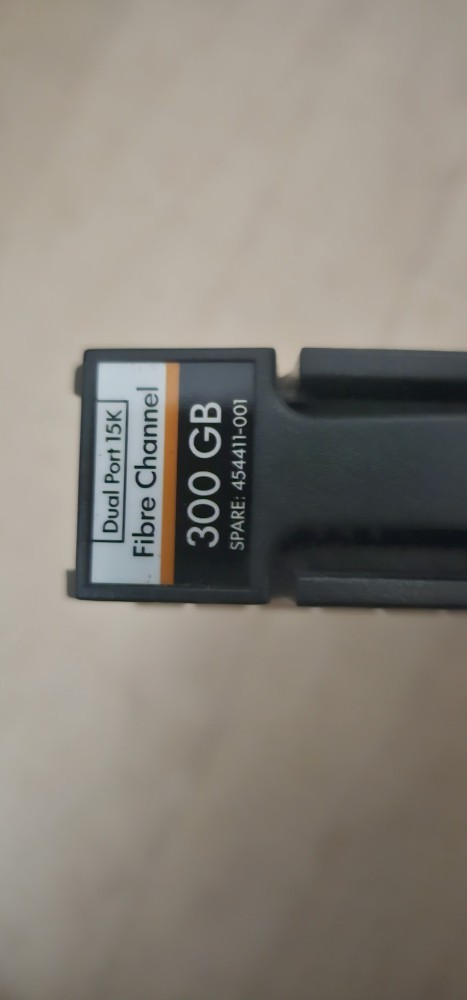 Dual Port 15K
Fibre Channel
300 GB
SPARE: 454411-001